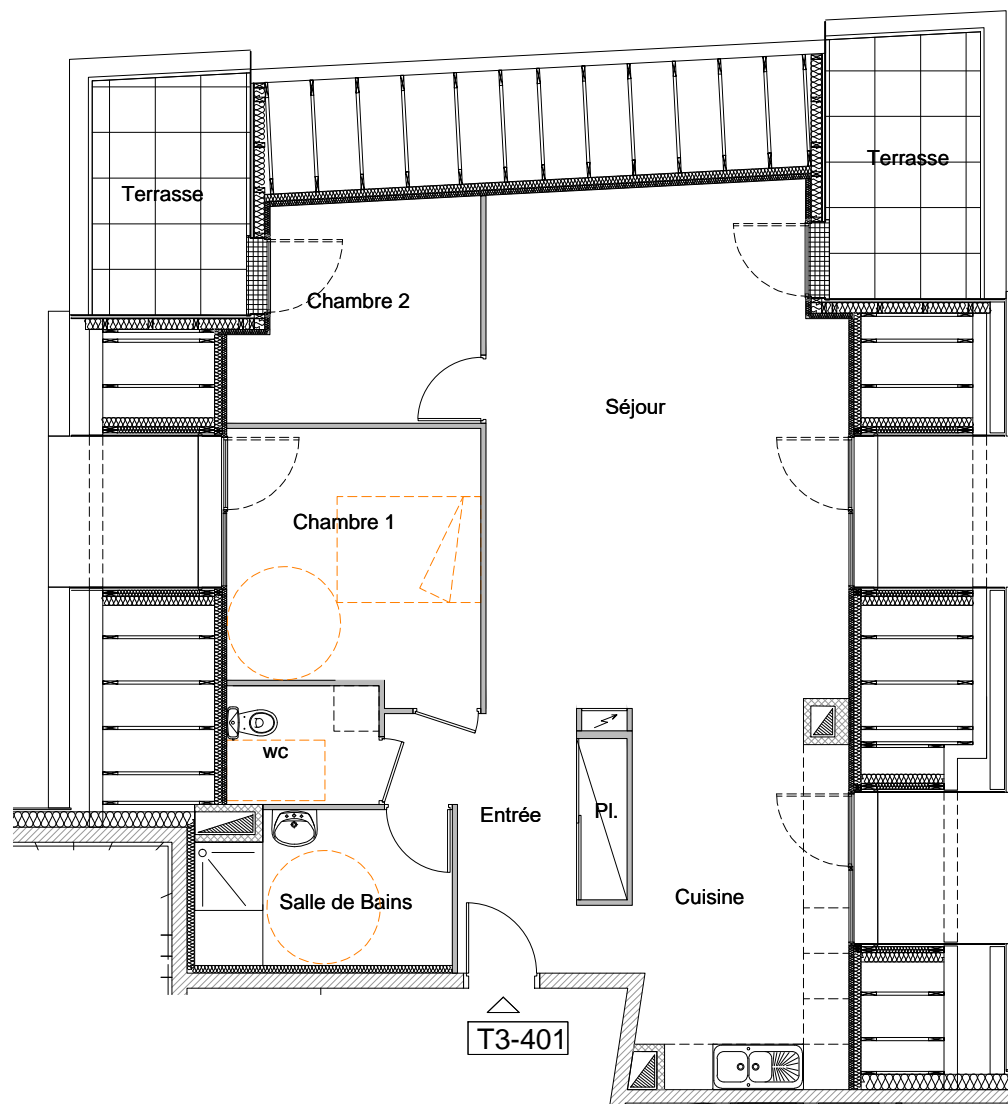 Terrasse
Terrasse
Chambre 2
Séjour
Chambre 1
WC
Entrée
Pl.
Salle de Bains
Cuisine
T3-401